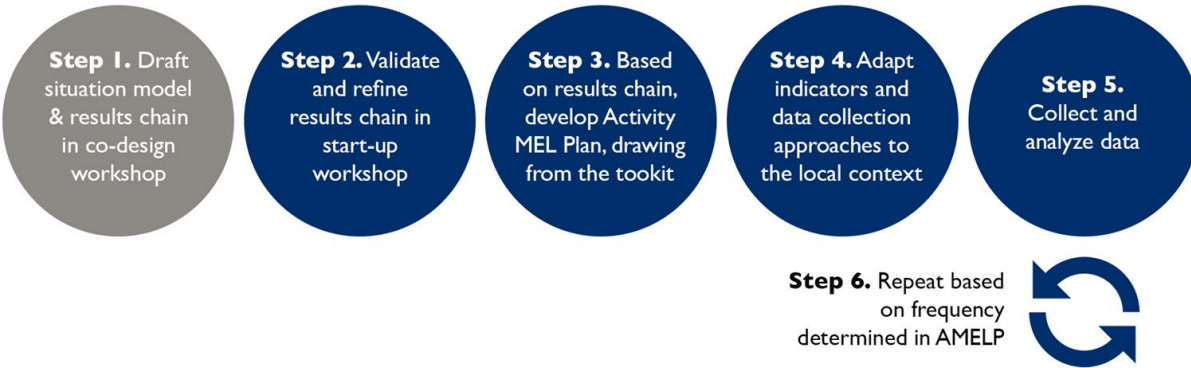 Step 1. Draft
situation model
& results chain
in co-design
workshop
Step 2. Validate
and refine
results chain in
start-up
workshop
Step 3. Based
on results chain,
develop Activity
MEL Plan, drawing
from the tookit
Step 4. Adapt
indicators and
data collection
approaches to
the local context
Step 5.
Collect and
analyze data
Step 6. Repeat based
on frequency
determined in AMELP